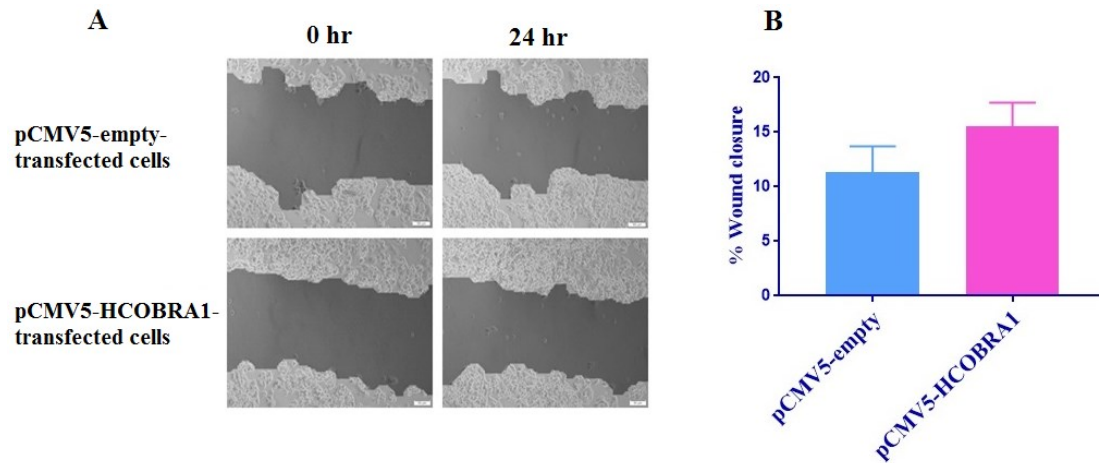 A
B
0 hr
24 hr
pCMV5-empty-
transfected cells
pCMV5-HCOBRA1-
transfected cells
20
15
10
5
0
% Wound closure
pCMV5-empty
pCMV5-HCOBRA1